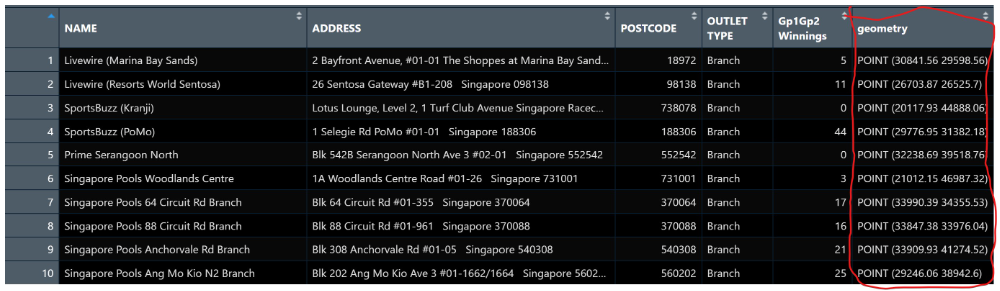 NAME ADDRESS POSTCODE OUTLET TYPE Gp1Gp2 Winnings geometry
1 Livewire (Marina Bay Sands) 2 Bayfront Avenue, #01-01 The Shoppes at Marina Bay Sand... 18972 Branch 5 POINT (30841.56 29598.56)
2 Livewire (Resorts World Sentosa) 26 Sentosa Gateway #B1-208 Singapore 098138 98138 Branch 11 POINT (26703.87 26525.7)
3 SportsBuzz (Kranji) Lotus Lounge, Level 2, 1 Turf Club Avenue Singapore Racec... 738078 Branch 0 POINT (20117.93 44888.06)
4 SportsBuzz (PoMo) 1 Selegie Rd PoMo #01-01 Singapore 188306 188306 Branch 44 POINT (29776.95 31382.18)
5 Prime Serangoon North Blk 542B Serangoon North Ave 3 #02-01 Singapore 552542 552542 Branch 0 POINT (32238.69 39518.76)
6 Singapore Pools Woodlands Centre 1A Woodlands Centre Road #01-26 Singapore 731001 731001 Branch 3 POINT (21012.15 46987.32)
7 Singapore Pools 64 Circuit Rd Branch Blk 64 Circuit Rd #01-355 Singapore 370064 370064 Branch 17 POINT (33990.39 34355.53)
8 Singapore Pools 88 Circuit Rd Branch Blk 88 Circuit Rd #01-961 Singapore 370088 370088 Branch 16 POINT (33847.38 33976.04)
9 Singapore Pools Anchorvale Rd Branch Blk 308 Anchorvale Rd #01-05 Singapore 540308 540308 Branch 21 POINT (33909.93 41274.52)
10 Singapore Pools Ang Mo Kio N2 Branch Blk 202 Ang Mo Kio Ave 3 #01-1662/1664 Singapore 5602... 560202 Branch 25 POINT (29246.06 38942.6)